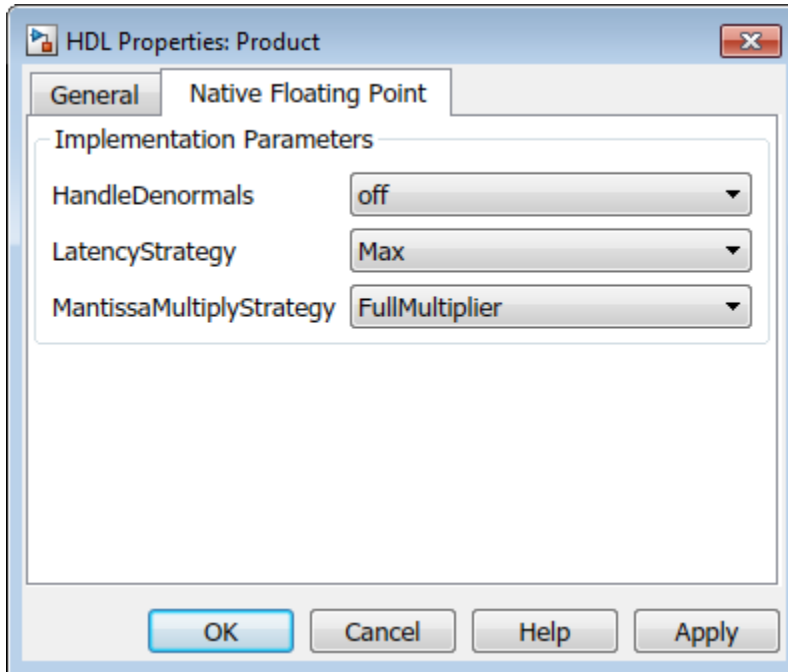 HDL Properties: Product
General Native Floating Point
Implementation Parameters
HandleDenormals off
LatencyStrategy Max
MantissaMultiplyStrategy FullMultiplier
OK Cancel Help Apply